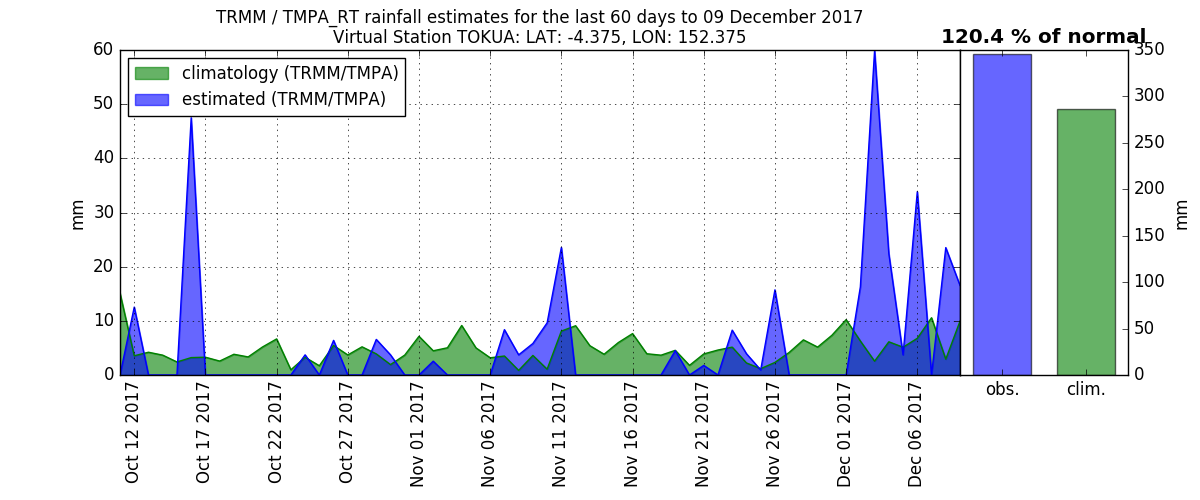 TRMM / TMPA_RT rainfall estimates for the last 60 days to 09 December 2017
Virtual Station TOKUA: LAT: -4.375, LON: 152.375
120.4 % of normal
climatology (TRMM/TMPA)
estimated (TRMM/TMPA)
60
50
40
30
20
10
0
mm
Oct 12 2017
Oct 17 2017
Oct 22 2017
Oct 27 2017
Nov 01 2017
Nov 06 2017
Nov 11 2017
Nov 16 2017
Nov 21 2017
Nov 26 2017
Dec 01 2017
Dec 06 2017
obs.
clim.
350
300
250
200
150
100
50
0
mm